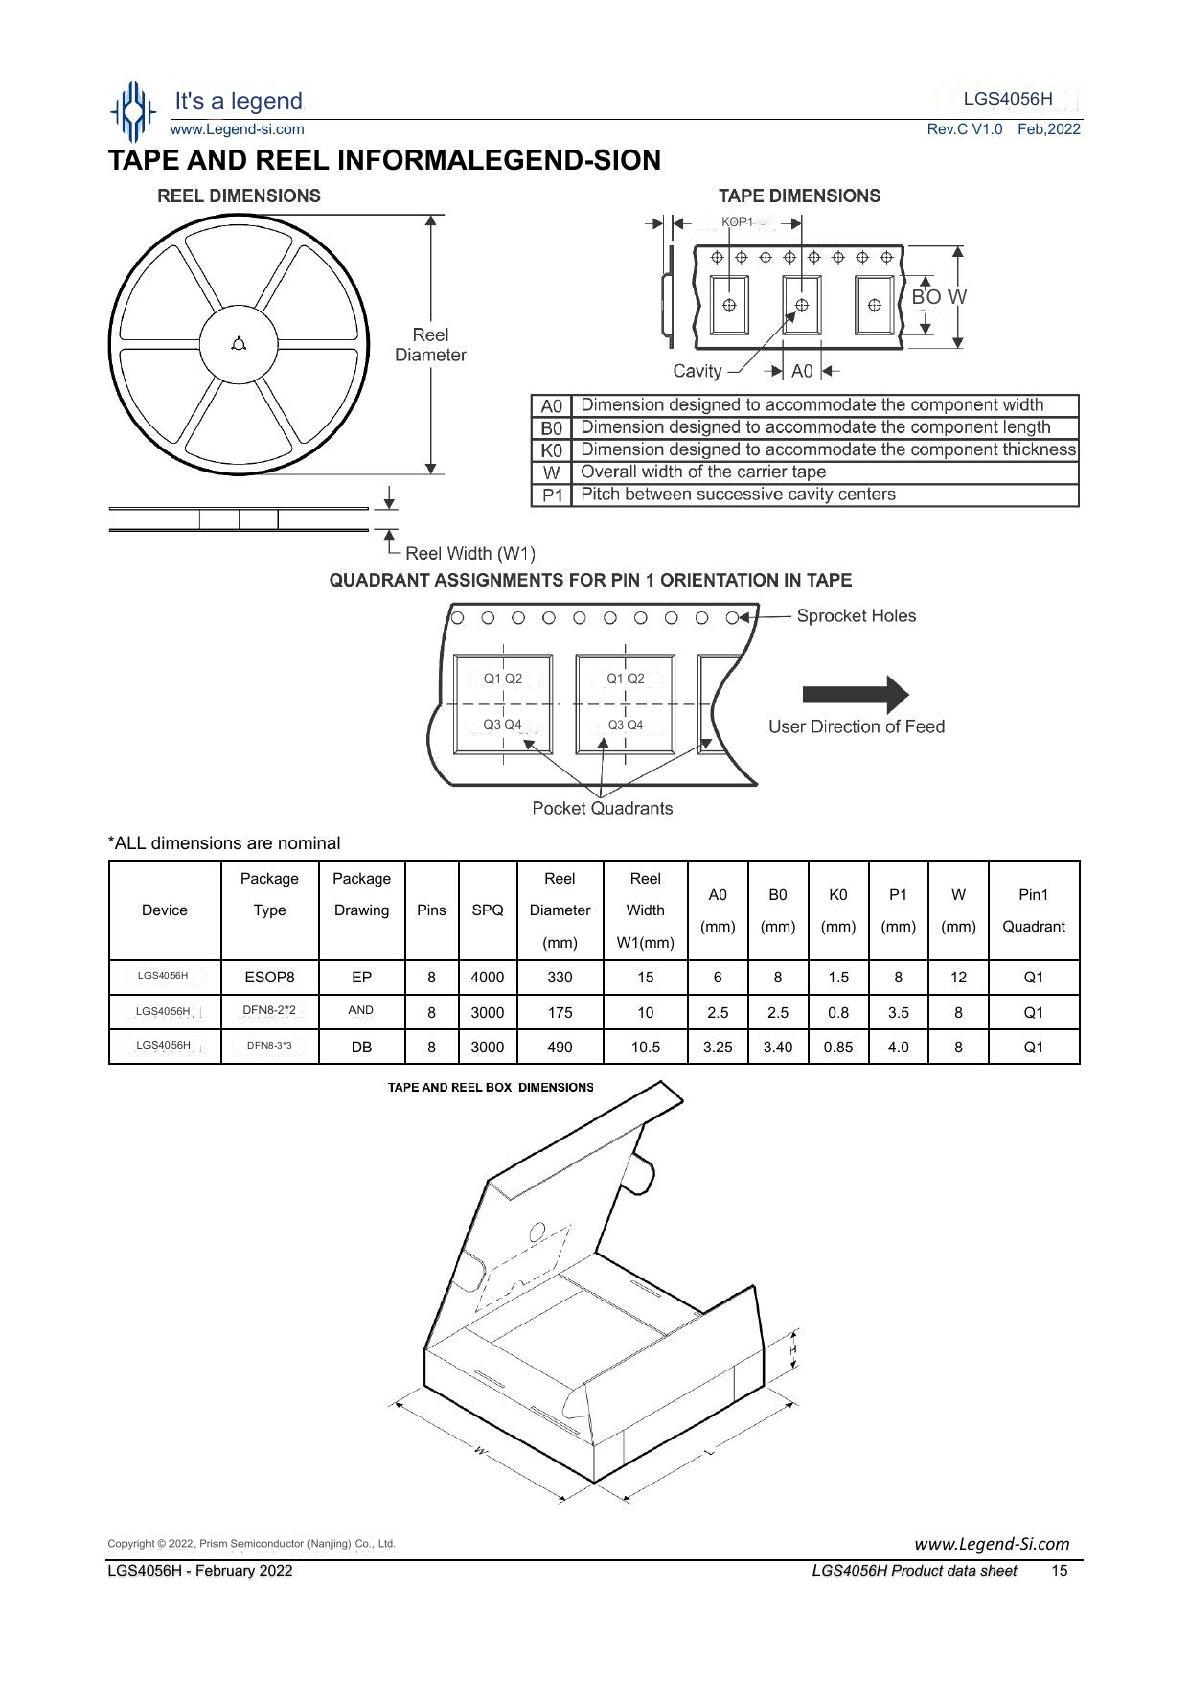 It's a legend
LGS4056H
www.Legend-si.com
Rev.C V1.0 Feb,2022
TAPE AND REEL INFORMALEGEND-SION
REEL DIMENSIONS
TAPE DIMENSIONS
KOP1
BO W
Reel
Diameter
Cavity
A0
A0 Dimension designed to accommodate the component width
B0 Dimension designed to accommodate the component length
K0 Dimension designed to accommodate the component thickness
W Overall width of the carrier tape
P1 Pitch between successive cavity centers
Reel Width (W1)
QUADRANT ASSIGNMENTS FOR PIN 1 ORIENTATION IN TAPE
Sprocket Holes
Q1 Q2 Q1 Q2
Q3 Q4 Q3 Q4
User Direction of Feed
Pocket Quadrants
*ALL dimensions are nominal
Device Package Type Package Drawing Pins SPQ Reel Diameter (mm) Reel Width W1(mm) A0 (mm) B0 (mm) K0 (mm) P1 (mm) W (mm) Pin1 Quadrant
LGS4056H ESOP8 EP 8 4000 330 15 6 8 1.5 8 12 Q1
LGS4056H DFN8-2*2 AND 8 3000 175 10 2.5 2.5 0.8 3.5 8 Q1
LGS4056H DFN8-3*3 DB 8 3000 490 10.5 3.25 3.40 0.85 4.0 8 Q1
TAPE AND REEL BOX DIMENSIONS
H
W
L
Copyright © 2022, Prism Semiconductor (Nanjing) Co., Ltd.
www.Legend-Si.com
LGS4056H - February 2022
LGS4056H Product data sheet 15